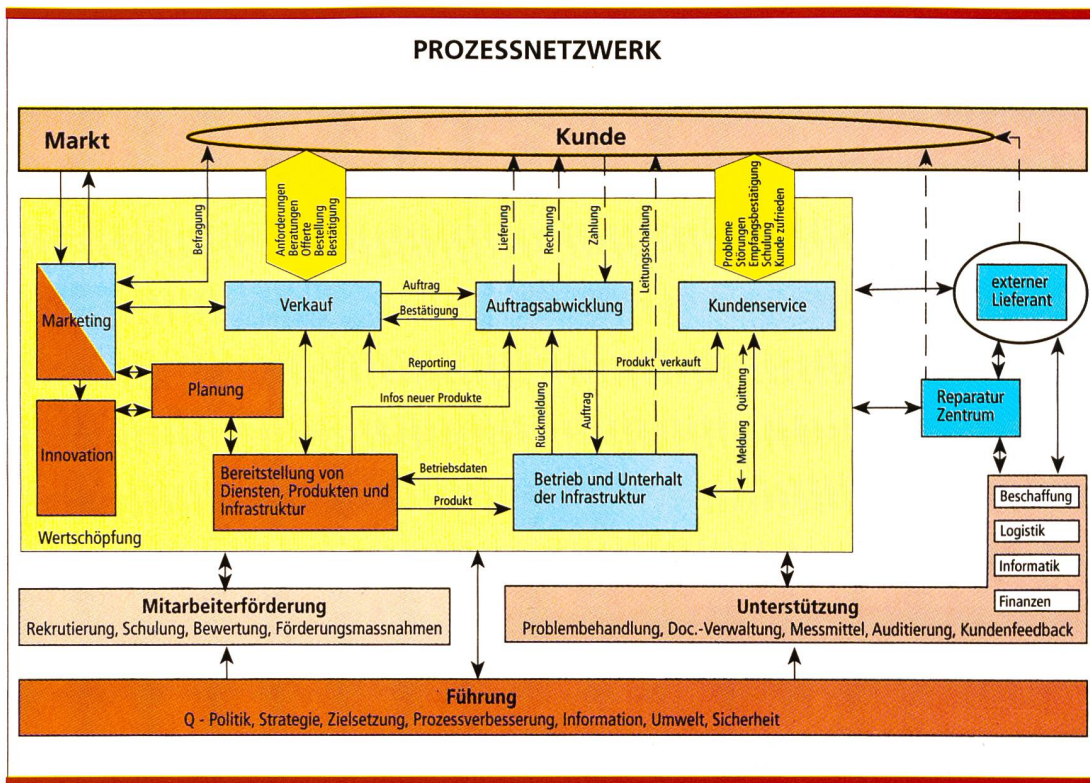 PROZESSNETZWERK
Markt
Kunde
Befragung
Anforderungen
Beratungen
Offerte
Bestellung
Bestätigung
Lieferung
Rechnung
Zahlung
Leitungsschaltung
Probleme
Störungen
Empfangsbestätigung
Schulung
Kunde zufrieden
Marketing
Verkauf
Auftrag
Bestätigung
Auftragsabwicklung
Kundenservice
externer
Lieferant
Reporting
Produkt verkauft
Planung
Infos neuer Produkte
Rückmeldung
Auftrag
Meldung Quittung
Reparatur
Zentrum
Innovation
Bereitstellung von
Diensten, Produkten und
Infrastruktur
Betriebsdaten
Produkt
Betrieb und Unterhalt
der Infrastruktur
Wertschöpfung
Beschaffung
Logistik
Informatik
Finanzen
Mitarbeiterförderung
Rekrutierung, Schulung, Bewertung, Förderungsmassnahmen
Unterstützung
Problembehandlung, Doc.-Verwaltung, Messmittel, Auditierung, Kundenfeedback
Führung
Q - Politik, Strategie, Zielsetzung, Prozessverbesserung, Information, Umwelt, Sicherheit